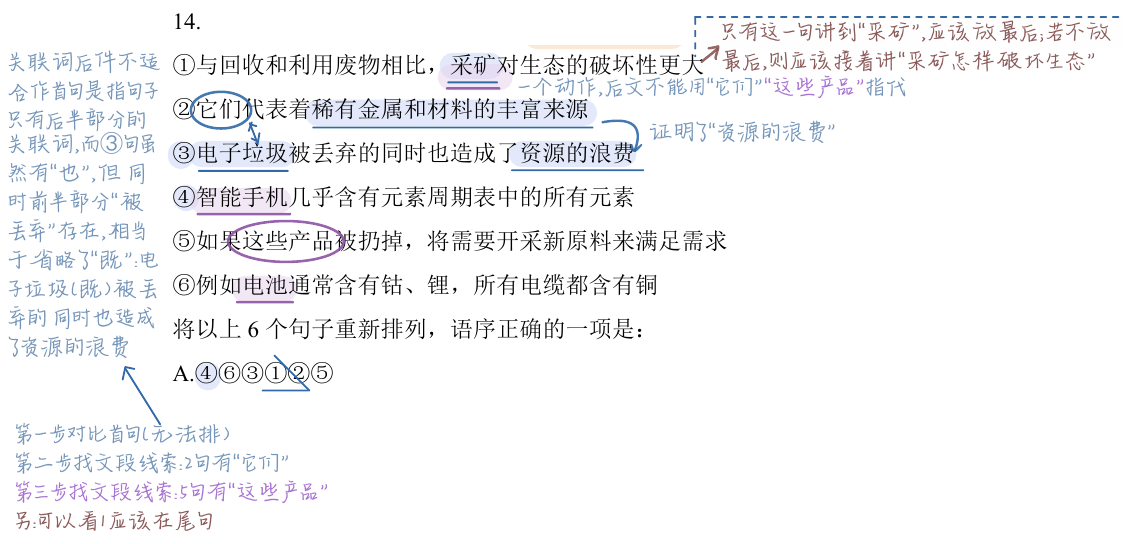 14.
只有这一句讲到“采矿”,应该放最后;若不放
最后,则应该接着讲“采矿怎样破坏生态”
①与回收和利用废物相比，采矿对生态的破坏性更大
一个动作,后文不能用“它们”“这些产品”指代
②它们代表着稀有金属和材料的丰富来源
证明了“资源的浪费”
③电子垃圾被丢弃的同时也造成了资源的浪费
④智能手机几乎含有元素周期表中的所有元素
⑤如果这些产品被扔掉，将需要开采新原料来满足需求
⑥例如电池通常含有钴、锂，所有电缆都含有铜
将以上 6 个句子重新排列，语序正确的一项是：
A.④⑥③①②⑤
关联词后件不适
合作首句是指句子
只有后半部分的
关联词,而③句虽
然有“也”,但 同
时前半部分“被
丢弃”存在,相当
于省略了“既”:电
子垃圾(既)被丢
弃的同时也造成
了资源的浪费
第一步对比首句(无法排)
第二步找文段线索:2句有“它们”
第三步找文段线索:5句有“这些产品”
另:可以看1应该在尾句